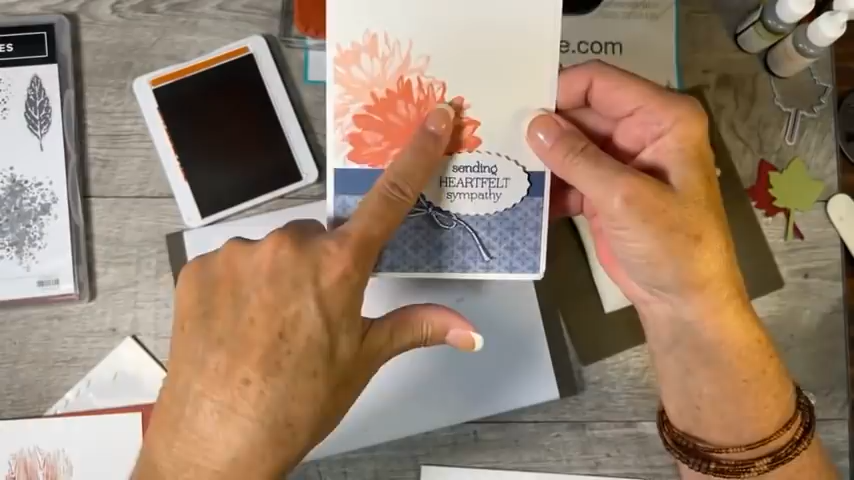 ES
e.com
sending
HEARTFELT
sympathy